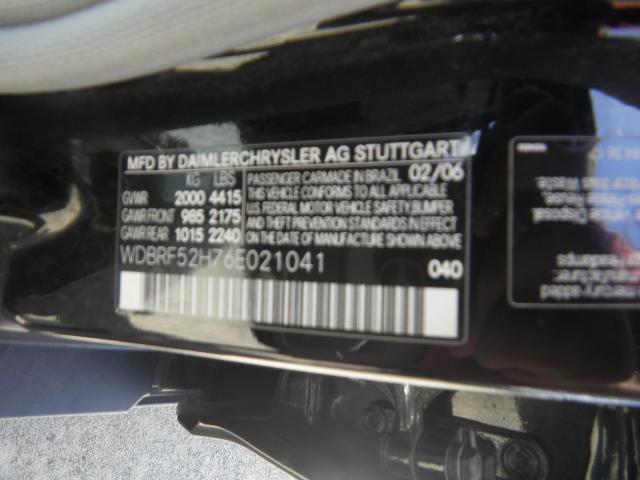 MFD BY DAIMLERCHRYSLER AG STUTTGART
KG LBS
GVWR 2000 4415
GAWR FRONT 985 2175
GAWR REAR 1015 2240
PASSENGER CAR MADE IN BRAZIL 02/06
THIS VEHICLE CONFORMS TO ALL APPLICABLE
U.S. FEDERAL MOTOR VEHICLE SAFETY, BUMPER
AND THEFT PREVENTION STANDARDS IN EFFECT
ON THE DATE OF MANUFACTURE SHOWN ABOVE
WDBRF52H76E021041
040